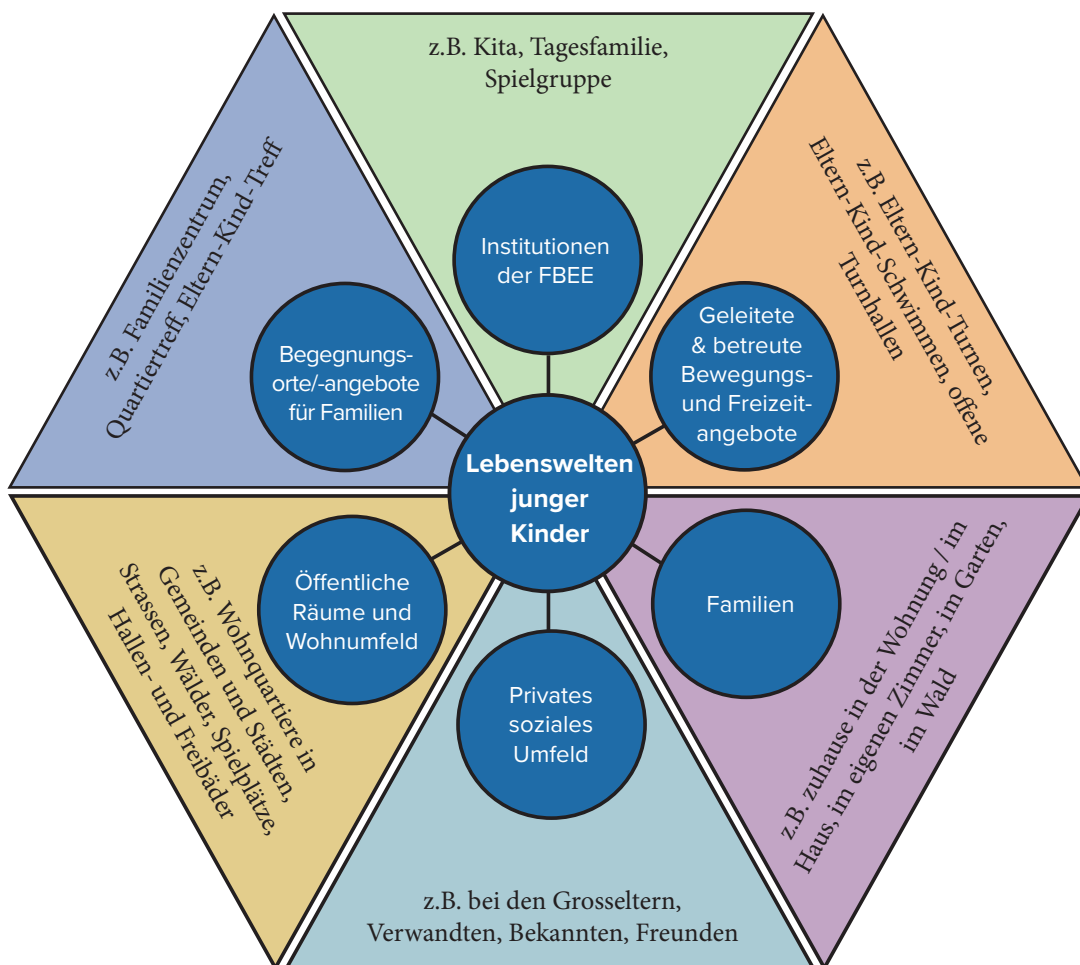 z.B. Kita, Tagesfamilie,
Spielgruppe
Institutionen
der FBEE
z.B. Eltern-Kind-Turnen,
Eltern-Kind-Schwimmen, offene
Turnhallen
Geleitete
& betreute
Bewegungs-
und Freizeit-
angebote
z.B. Familienzentrum,
Quartiertreff, Eltern-Kind-Treff
Begegnungs-
orte/-angebote
für Familien
Lebenswelten
junger
Kinder
Öffentliche
Räume und
Wohnumfeld
z.B. Wohnquartiere in
Gemeinden und Städten,
Strassen, Wälder, Spielplätze,
Hallen- und Freibäder
Familien
z.B. zuhause in der Wohnung / im
Haus, im eigenen Zimmer, im Garten,
im Wald
Privates
soziales
Umfeld
z.B. bei den Grosseltern,
Verwandten, Bekannten, Freunden